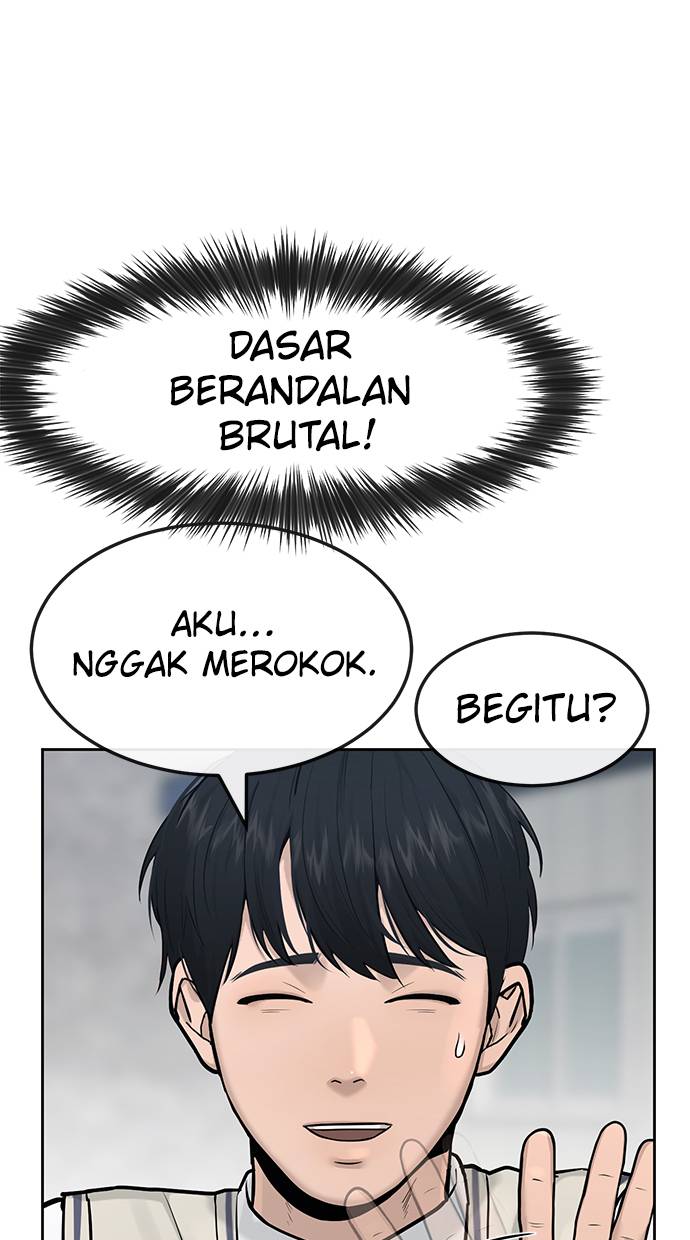 DASAR
BERANDALAN
BRUTAL!
AKU...
NGGAK MEROKOK.
BEGITU?